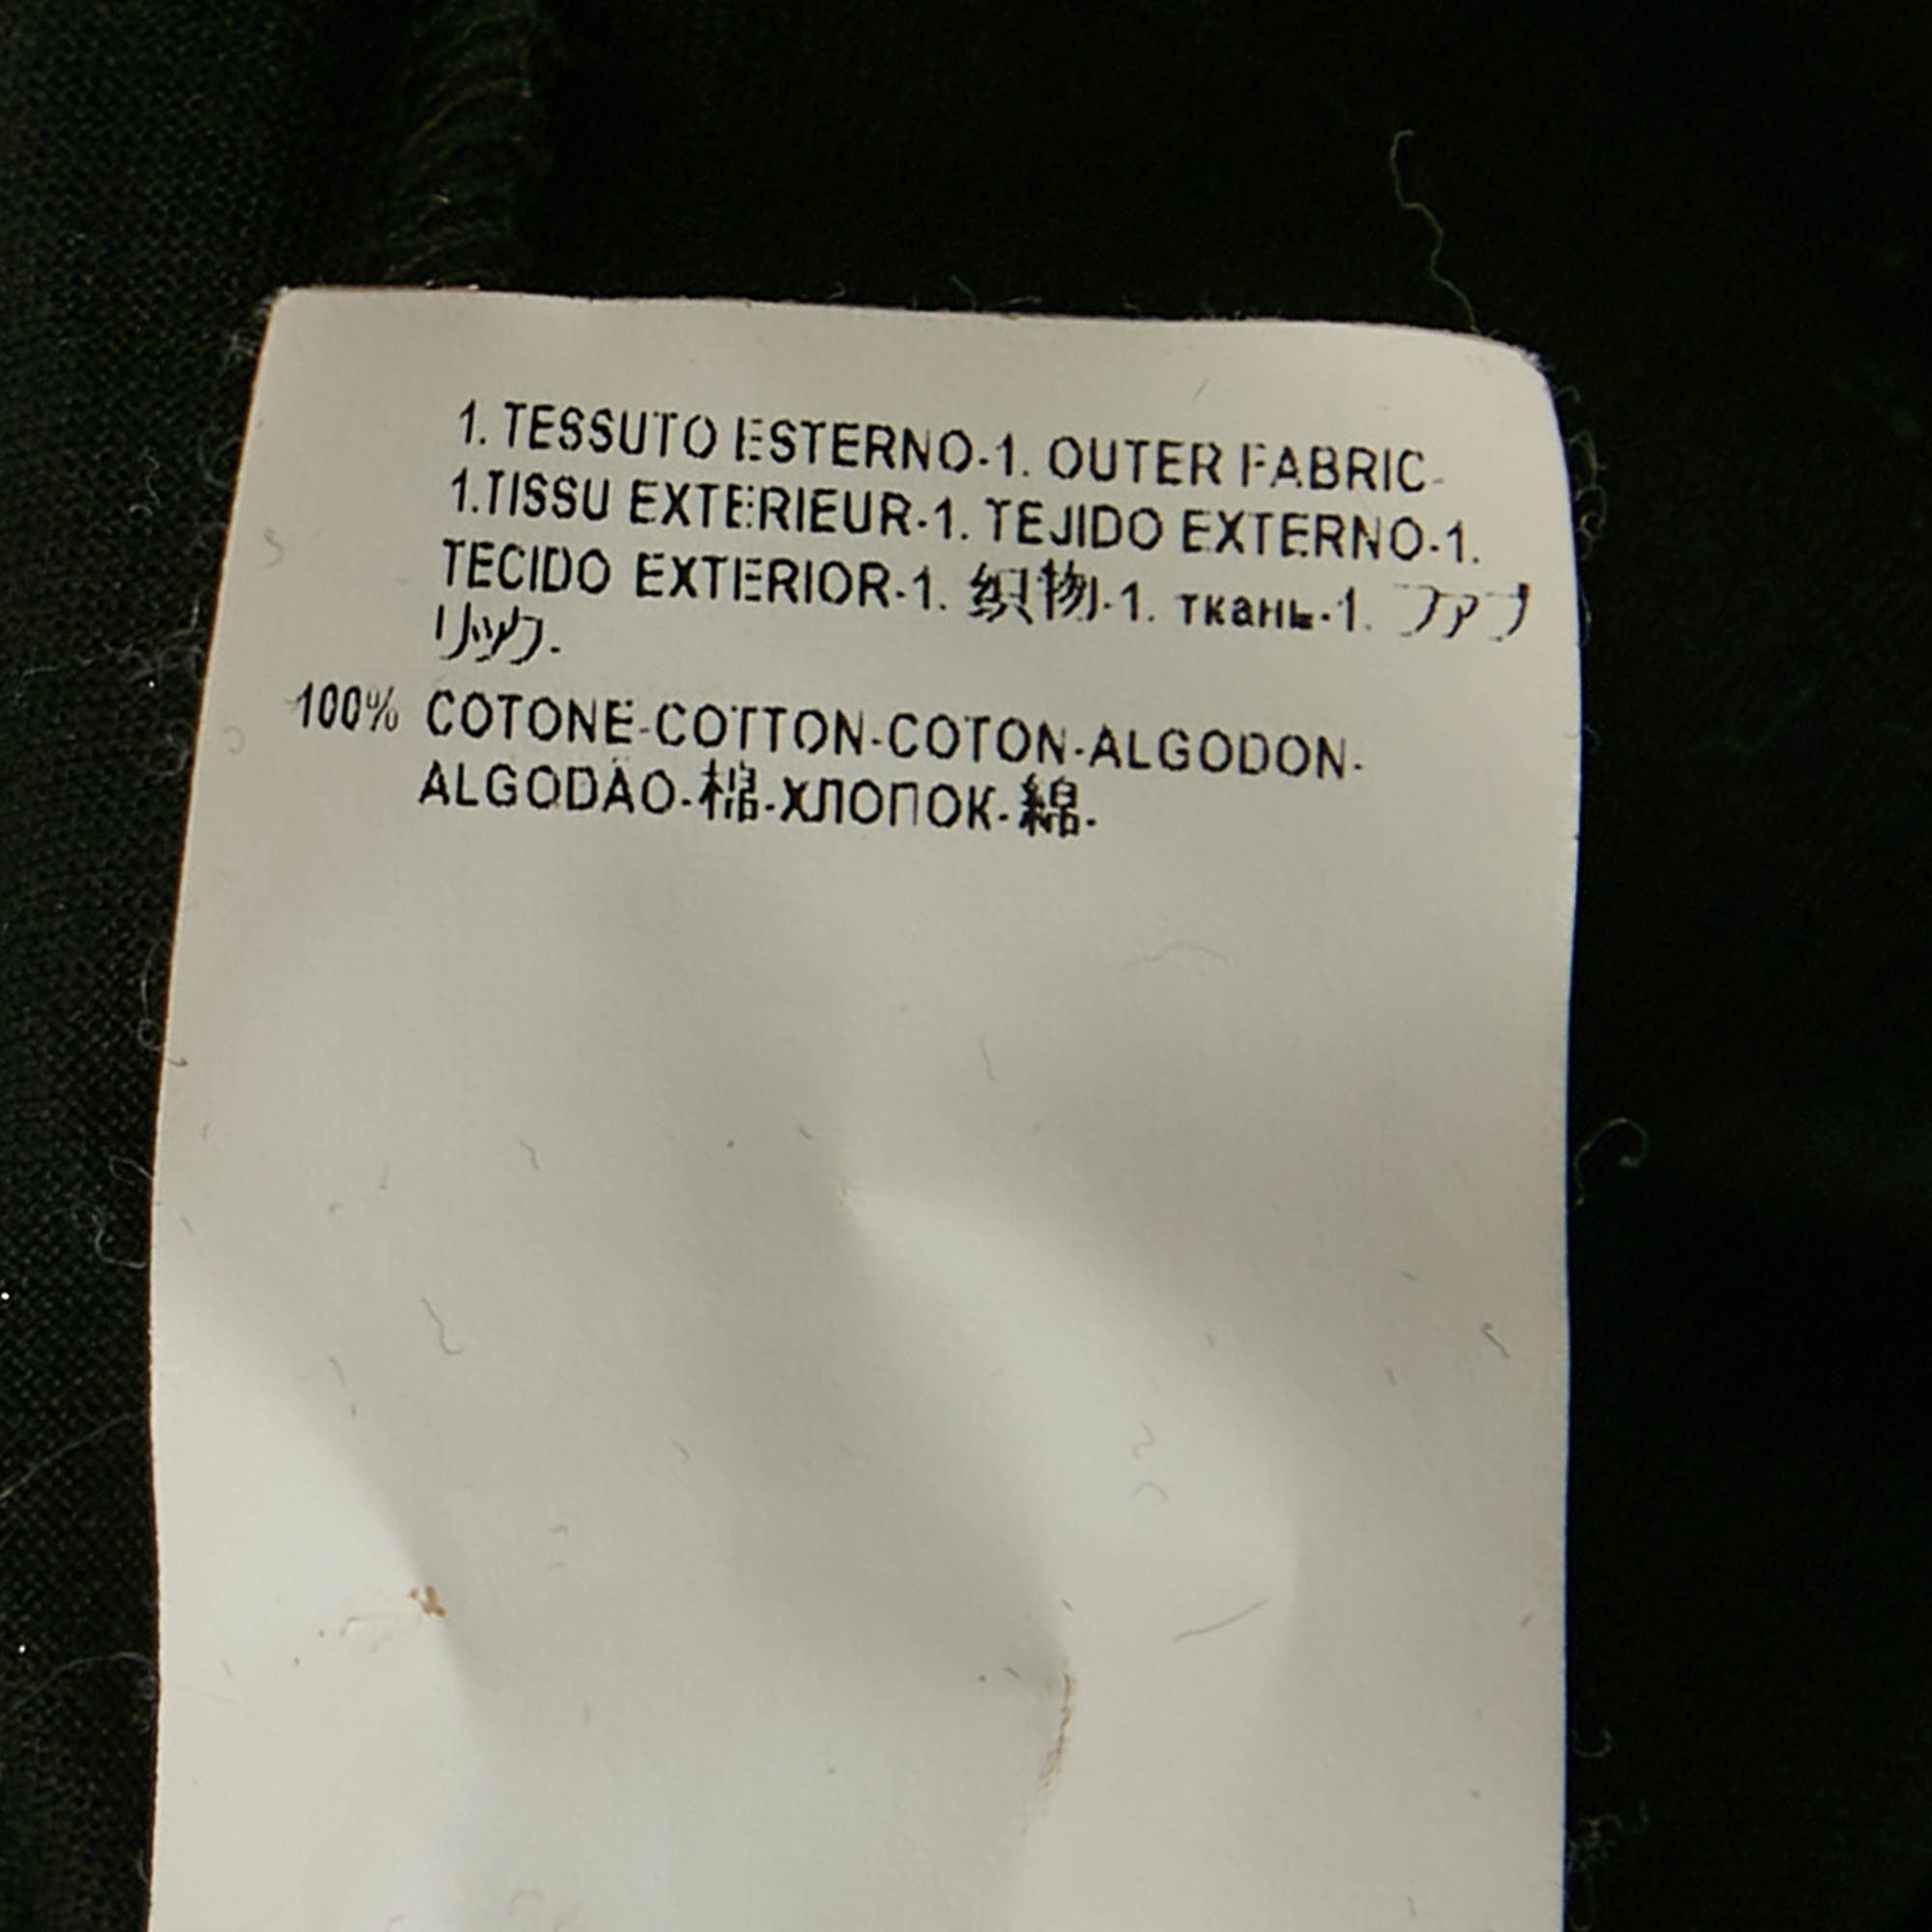 1. TESSUTO ESTERNO-1. OUTER FABRIC-
1.TISSU EXTERIEUR-1. TEJIDO EXTERNO-1.
TECIDO EXTERIOR-1. 织物-1. ткань-1. ファブ
リック.
100% COTONE-COTTON-COTON-ALGODON-
ALGODÃO-棉-ХЛОПОК-綿.